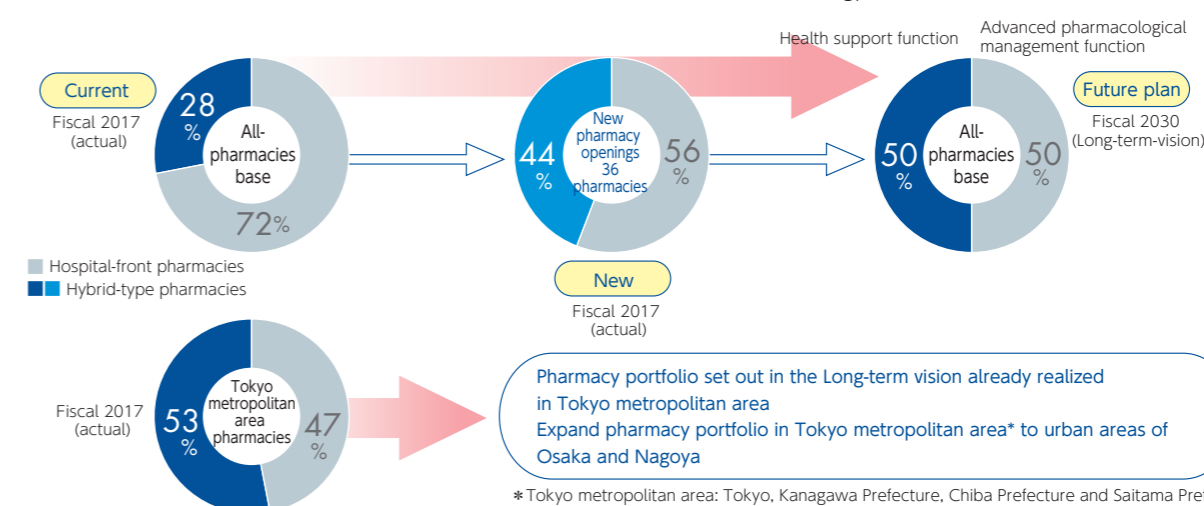 Health support function
Advanced pharmacological
management function
Current
Fiscal 2017
(actual)
28
%
All-
pharmacies
base
72%
44
%
New
pharmacy
openings
36
pharmacies
56
%
50
%
All-
pharmacies
base
50
%
Future plan
Fiscal 2030
(Long-term-vision)
Hospital-front pharmacies
Hybrid-type pharmacies
New
Fiscal 2017
(actual)
Fiscal 2017
(actual)
53
%
Tokyo
metropolitan
area
pharmacies
47
%
Pharmacy portfolio set out in the Long-term vision already realized
in Tokyo metropolitan area
Expand pharmacy portfolio in Tokyo metropolitan area* to urban areas of
Osaka and Nagoya
*Tokyo metropolitan area: Tokyo, Kanagawa Prefecture, Chiba Prefecture and Saitama